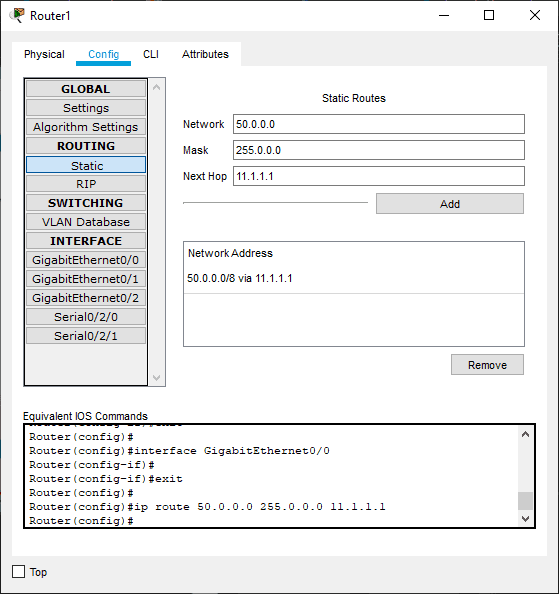 Router1
Physical Config CLI Attributes
GLOBAL
Settings
Algorithm Settings
ROUTING
Static
RIP
SWITCHING
VLAN Database
INTERFACE
GigabitEthernet0/0
GigabitEthernet0/1
GigabitEthernet0/2
Serial0/2/0
Serial0/2/1
Static Routes
Network 50.0.0.0
Mask 255.0.0.0
Next Hop 11.1.1.1
Add
Network Address
50.0.0.0/8 via 11.1.1.1
Remove
Equivalent IOS Commands
Router(config-if)#exit
Router(config)#
Router(config)#interface GigabitEthernet0/0
Router(config-if)#
Router(config-if)#exit
Router(config)#
Router(config)#ip route 50.0.0.0 255.0.0.0 11.1.1.1
Router(config)#
Top